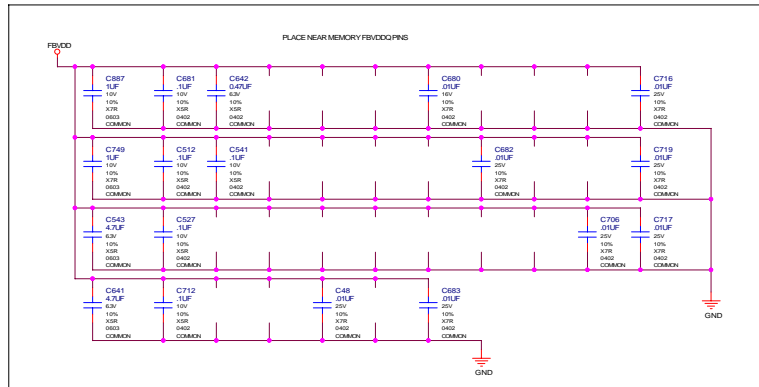 PLACE NEAR MEMORY FBVDDQ PINS
FBVDD
C887
1UF
10V
10%
X7R
0603
COMMON
C681
.1UF
10V
10%
X5R
0402
COMMON
C642
0.47UF
6.3V
10%
X5R
0402
COMMON
C680
.01UF
16V
10%
X7R
0402
COMMON
C716
.01UF
25V
10%
X7R
0402
COMMON
C749
1UF
10V
10%
X7R
0603
COMMON
C512
.1UF
10V
10%
X5R
0402
COMMON
C541
.1UF
10V
10%
X5R
0402
COMMON
C682
.01UF
25V
10%
X7R
0402
COMMON
C719
.01UF
25V
10%
X7R
0402
COMMON
C543
4.7UF
6.3V
10%
X5R
0603
COMMON
C527
.1UF
10V
10%
X5R
0402
COMMON
C706
.01UF
25V
10%
X7R
0402
COMMON
C717
.01UF
25V
10%
X7R
0402
COMMON
C641
4.7UF
6.3V
10%
X5R
0603
COMMON
C712
.1UF
10V
10%
X5R
0402
COMMON
C48
.01UF
25V
10%
X7R
0402
COMMON
C683
.01UF
25V
10%
X7R
0402
COMMON
GND
GND